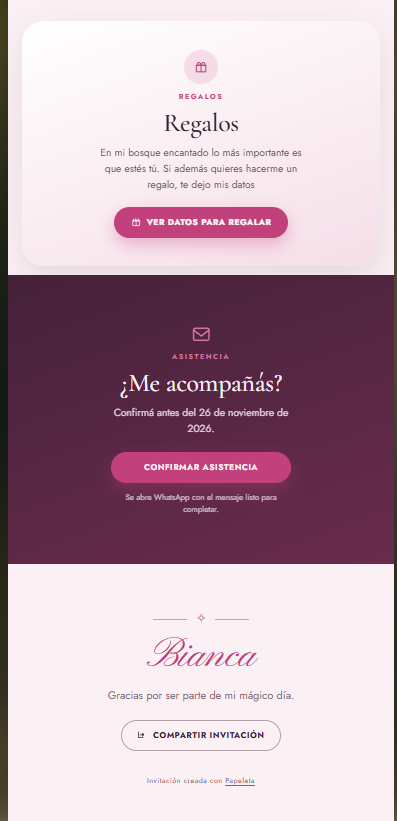 REGALOS
Regalos
En mi bosque encantado lo más importante es
que estés tú. Si además quieres hacerme un
regalo, te dejo mis datos
VER DATOS PARA REGALAR
ASISTENCIA
¿Me acompañás?
Confirmá antes del 26 de noviembre de
2026.
CONFIRMAR ASISTENCIA
Se abre WhatsApp con el mensaje listo para
completar.
Bianca
Gracias por ser parte de mi mágico día.
COMPARTIR INVITACIÓN
Invitación creada con Papeleta